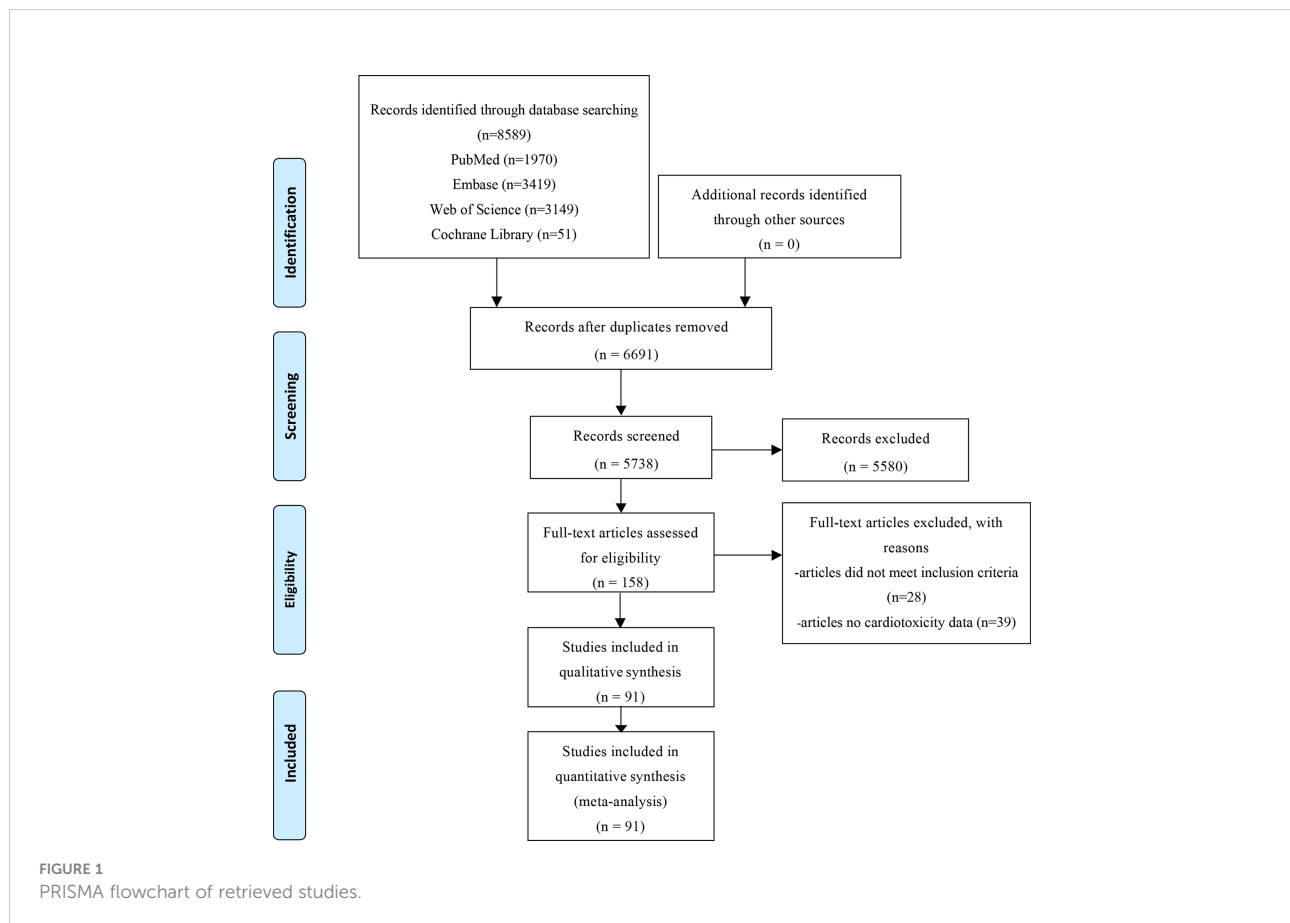 Records identified through database searching
(n=8589)
PubMed (n=1970)
Embase (n=3419)
Web of Science (n=3149)
Cochrane Library (n=51)
Additional records identified
through other sources
(n = 0)
Identification
Records after duplicates removed
(n = 6691)
Screening
Records screened
(n = 5738)
Records excluded
(n = 5580)
Eligibility
Full-text articles assessed
for eligibility
(n = 158)
Full-text articles excluded, with
reasons
-articles did not meet inclusion criteria
(n=28)
-articles no cardiotoxicity data (n=39)
Studies included in
qualitative synthesis
(n = 91)
Included
Studies included in
quantitative synthesis
(meta-analysis)
(n = 91)
FIGURE 1
PRISMA flowchart of retrieved studies.